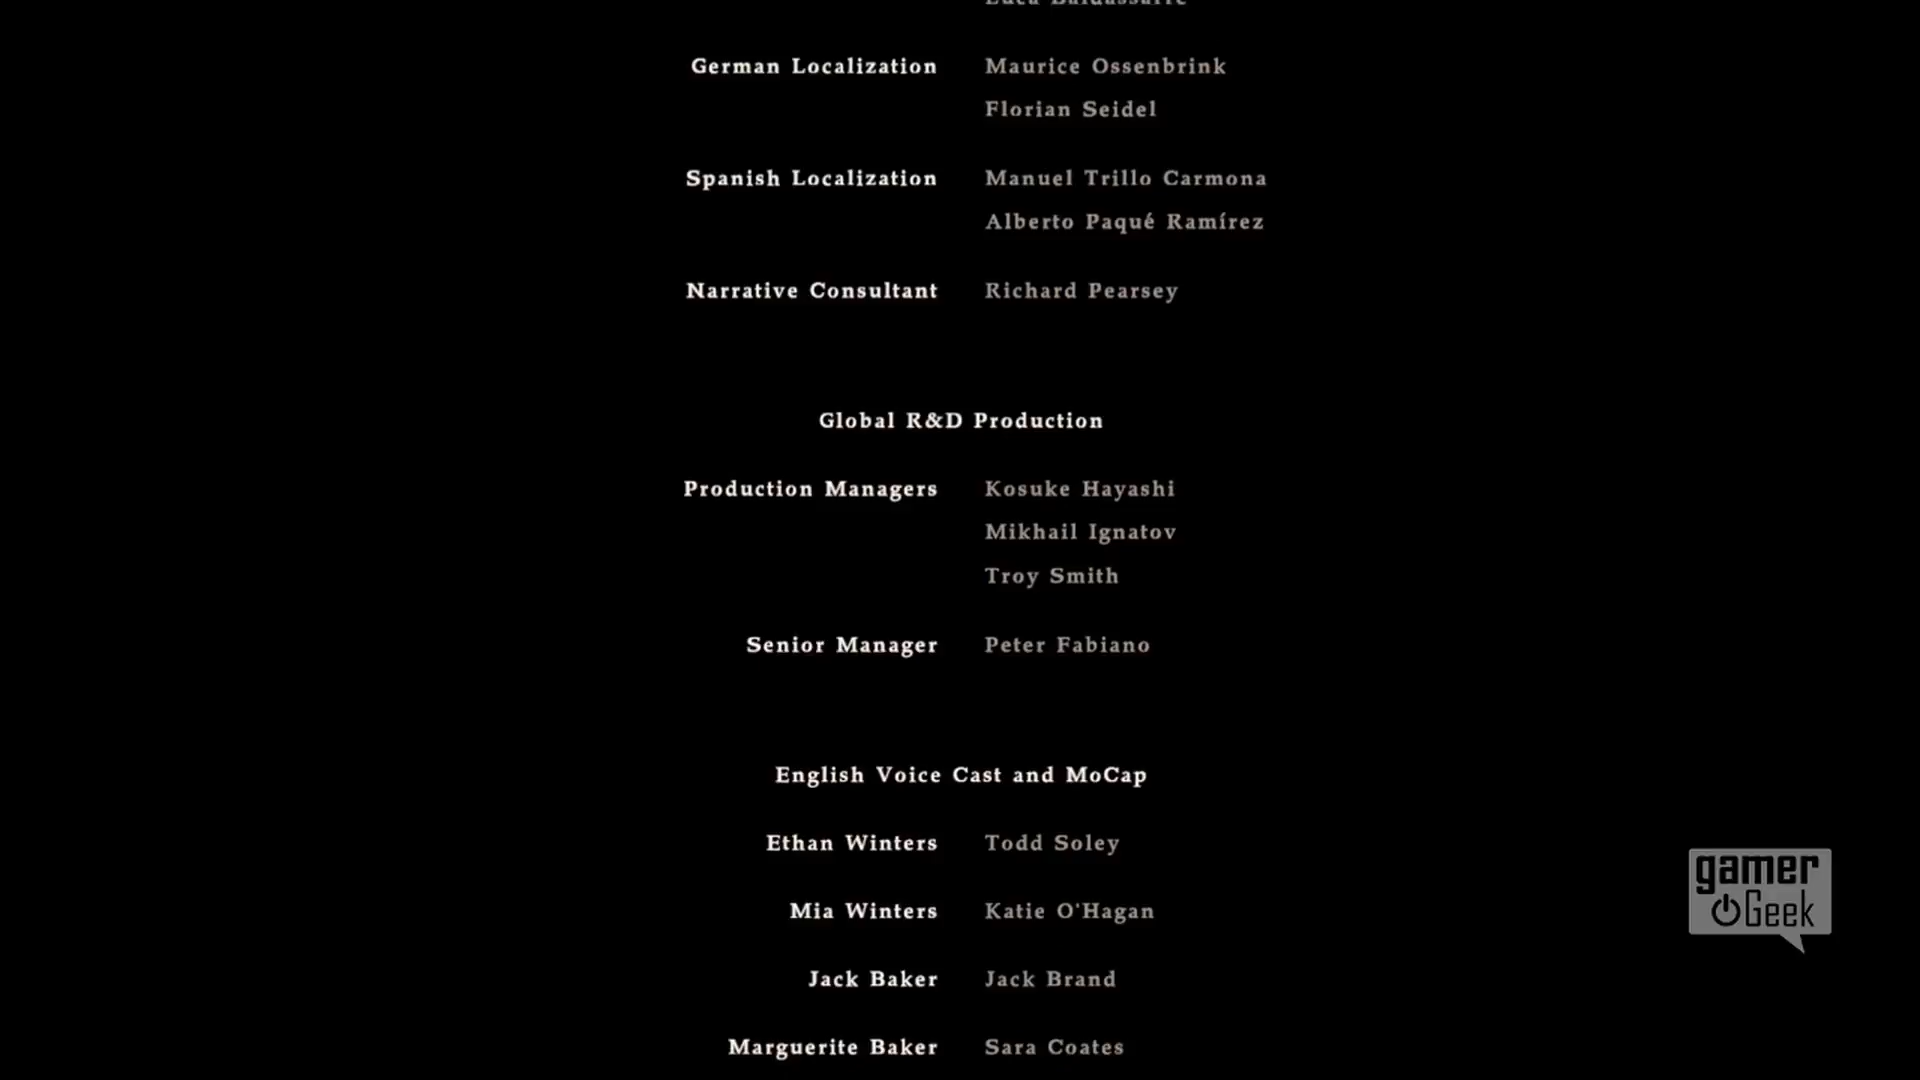 German Localization Maurice Ossenbrink
Florian Seidel
Spanish Localization Manuel Trillo Carmona
Alberto Paqué Ramírez
Narrative Consultant Richard Pearsey
Global R&D Production
Production Managers Kosuke Hayashi
Mikhail Ignatov
Troy Smith
Senior Manager Peter Fabiano
English Voice Cast and MoCap
Ethan Winters Todd Soley
Mia Winters Katie O'Hagan
Jack Baker Jack Brand
Marguerite Baker Sara Coates
gamer
Geek